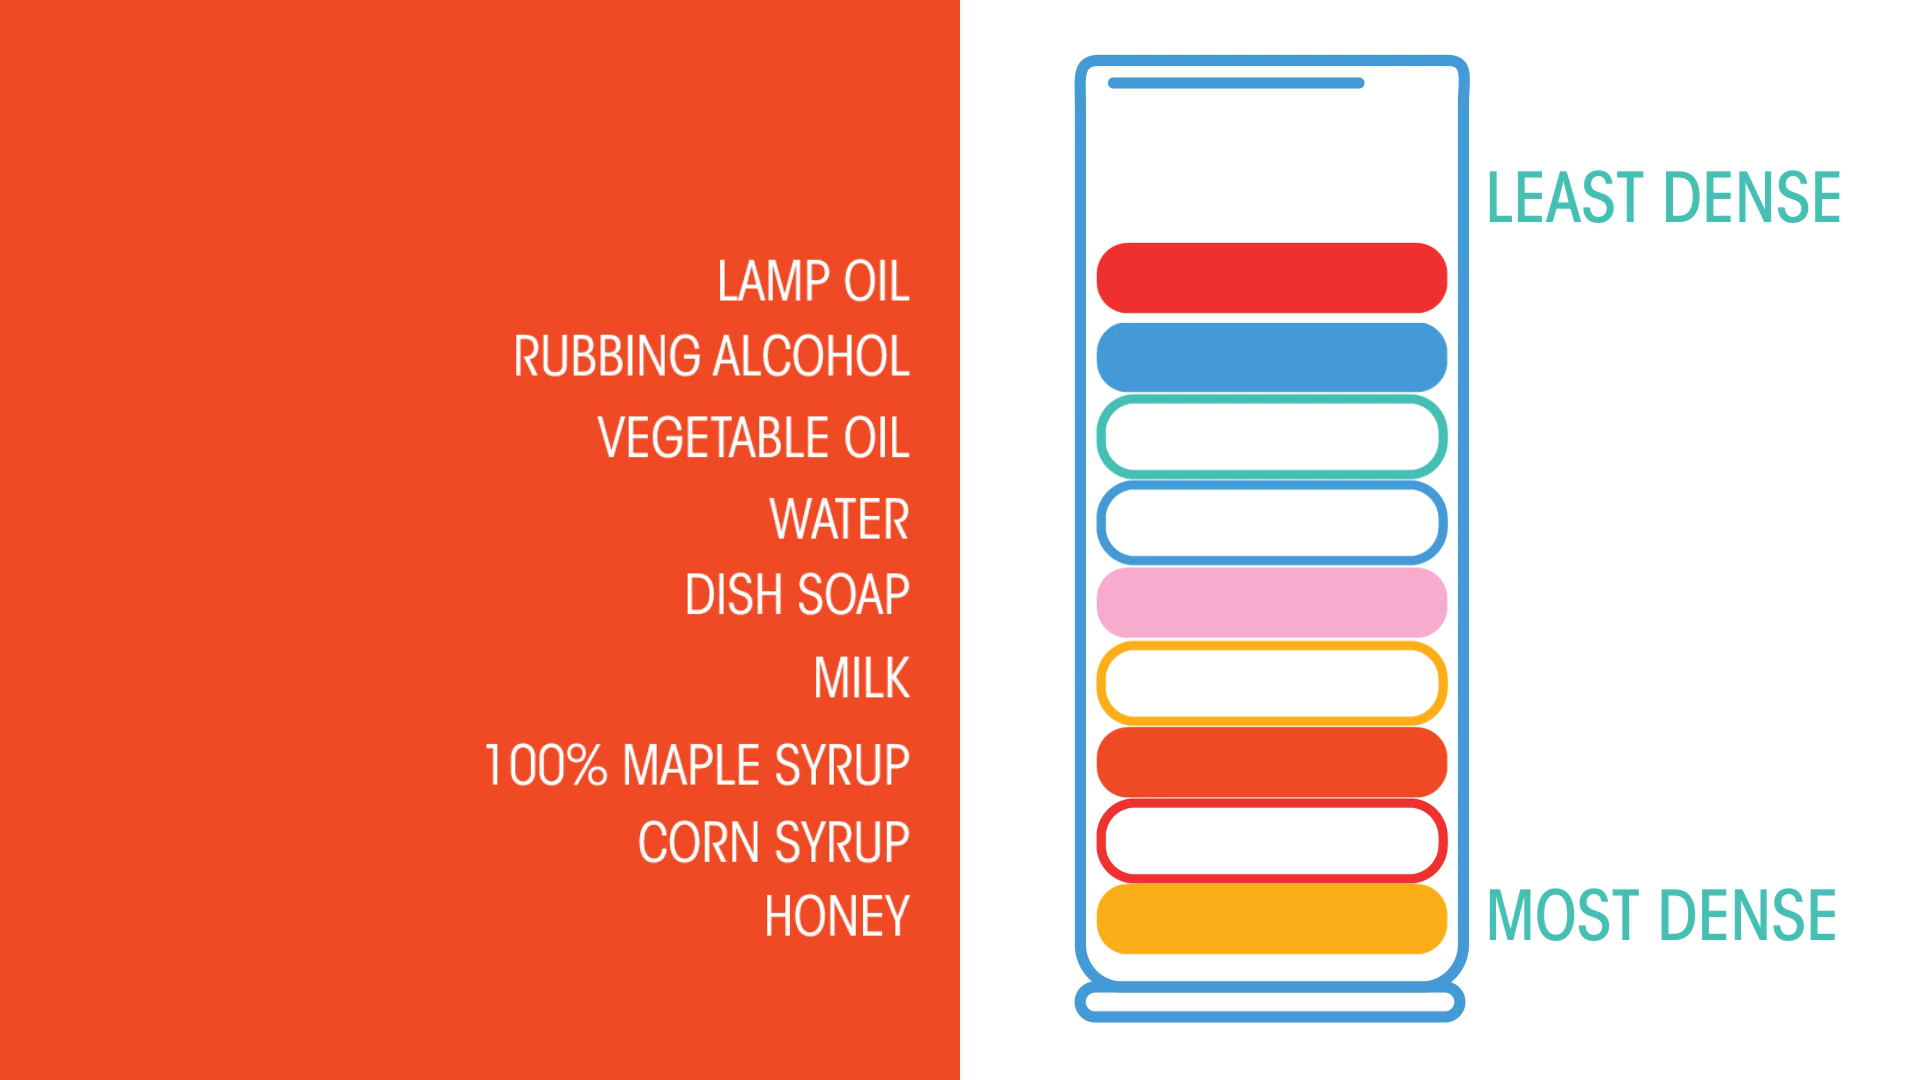 LEAST DENSE
LAMP OIL
RUBBING ALCOHOL
VEGETABLE OIL
WATER
DISH SOAP
MILK
100% MAPLE SYRUP
CORN SYRUP
HONEY
MOST DENSE